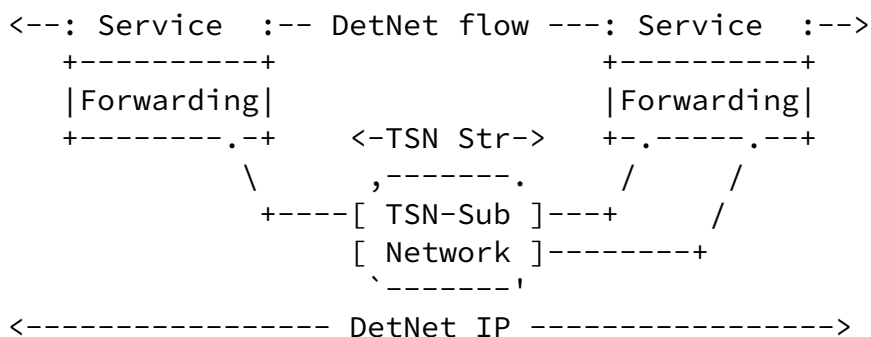 <--: Service  :-- DetNet flow ---: Service  :-->
   +----------+                  +----------+
   |Forwarding|                  |Forwarding|
   +--------.-+    <-TSN Str->   +-.-----.--+
             \      ,-------.     /     /
              +----[ TSN-Sub ]---+     /
                   [ Network ]--------+
                    `-------'
<----------------- DetNet IP ----------------->